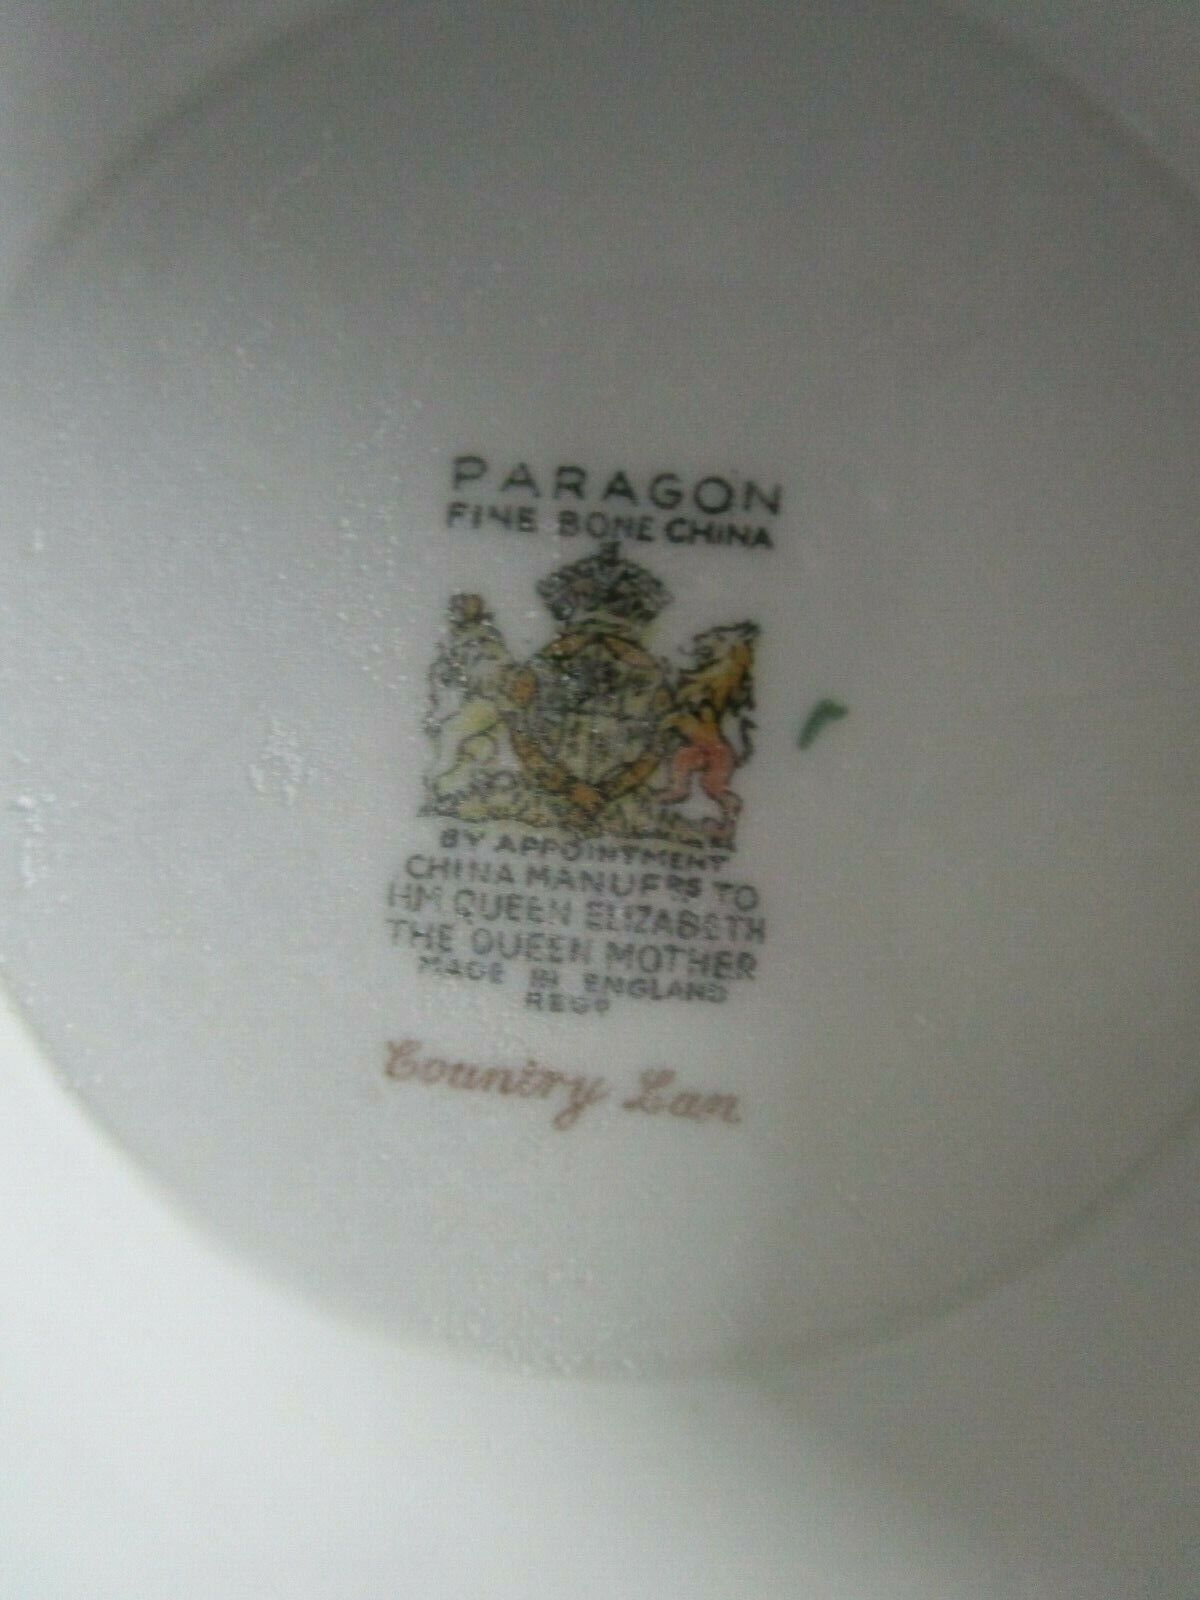 PARAGON
FINE BONE CHINA
BY APPOINTMENT
CHINA MANUFRS TO
HM. QUEEN ELIZABETH
THE QUEEN MOTHER
MADE IN ENGLAND
REGD
Country Lan